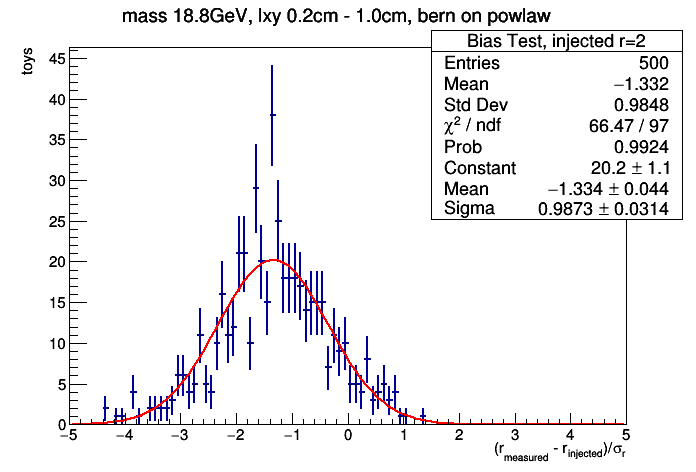 mass 18.8GeV, lxy 0.2cm - 1.0cm, bern on powlaw
Bias Test, injected r=2
Entries 500
Mean −1.332
Std Dev 0.9848
χ² / ndf 66.47 / 97
Prob 0.9924
Constant 20.2 ± 1.1
Mean −1.334 ± 0.044
Sigma 0.9873 ± 0.0314
toys
45
40
35
30
25
20
15
10
5
0
−5 −4 −3 −2 −1 0 1 2 3 4 5
(r_measured - r_injected)/σ_r